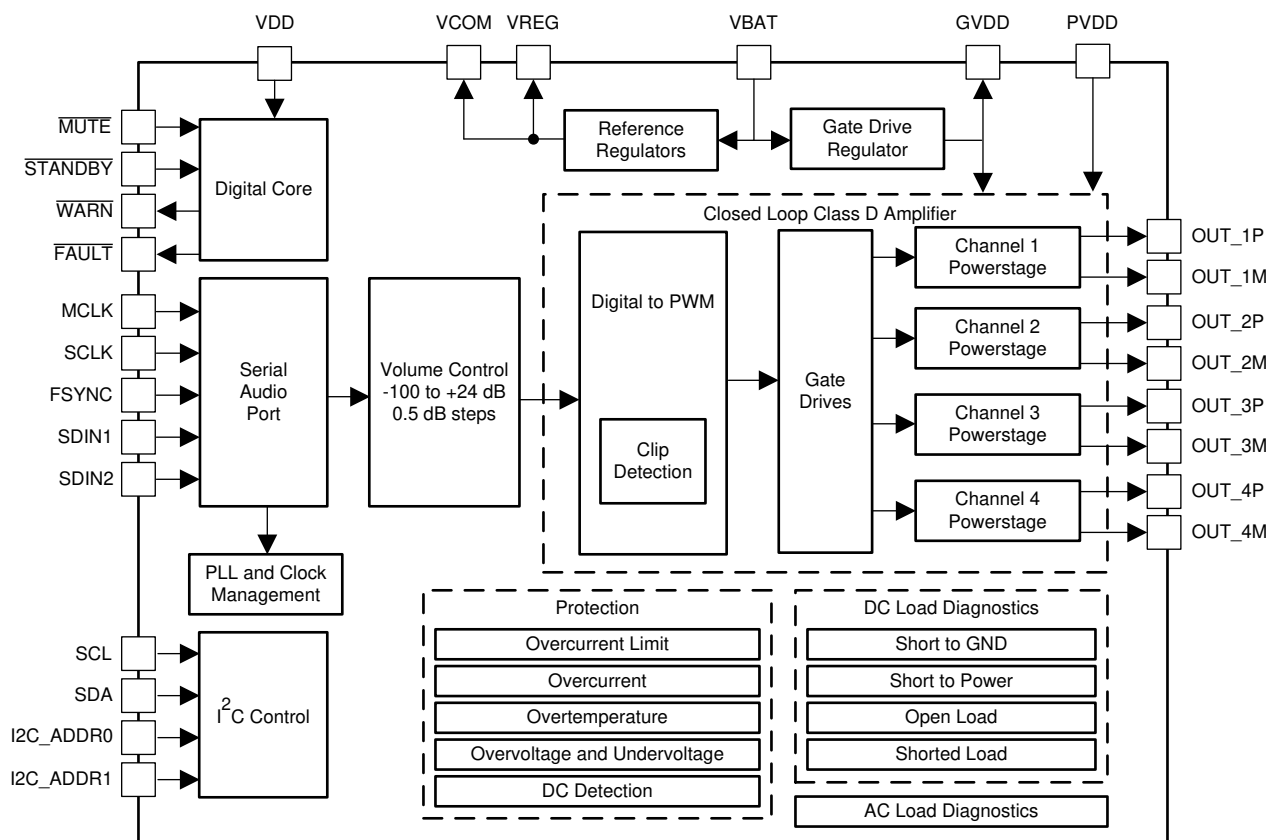 VDD
VCOM
VREG
VBAT
GVDD
PVDD
MUTE
STANDBY
WARN
FAULT
MCLK
SCLK
FSYNC
SDIN1
SDIN2
SCL
SDA
I2C_ADDR0
I2C_ADDR1
Digital Core
Reference
Regulators
Gate Drive
Regulator
Serial
Audio
Port
Volume Control
-100 to +24 dB
0.5 dB steps
PLL and Clock
Management
I2C Control
Closed Loop Class D Amplifier
Digital to PWM
Clip
Detection
Gate
Drives
Channel 1
Powerstage
Channel 2
Powerstage
Channel 3
Powerstage
Channel 4
Powerstage
OUT_1P
OUT_1M
OUT_2P
OUT_2M
OUT_3P
OUT_3M
OUT_4P
OUT_4M
Protection
Overcurrent Limit
Overcurrent
Overtemperature
Overvoltage and Undervoltage
DC Detection
DC Load Diagnostics
Short to GND
Short to Power
Open Load
Shorted Load
AC Load Diagnostics